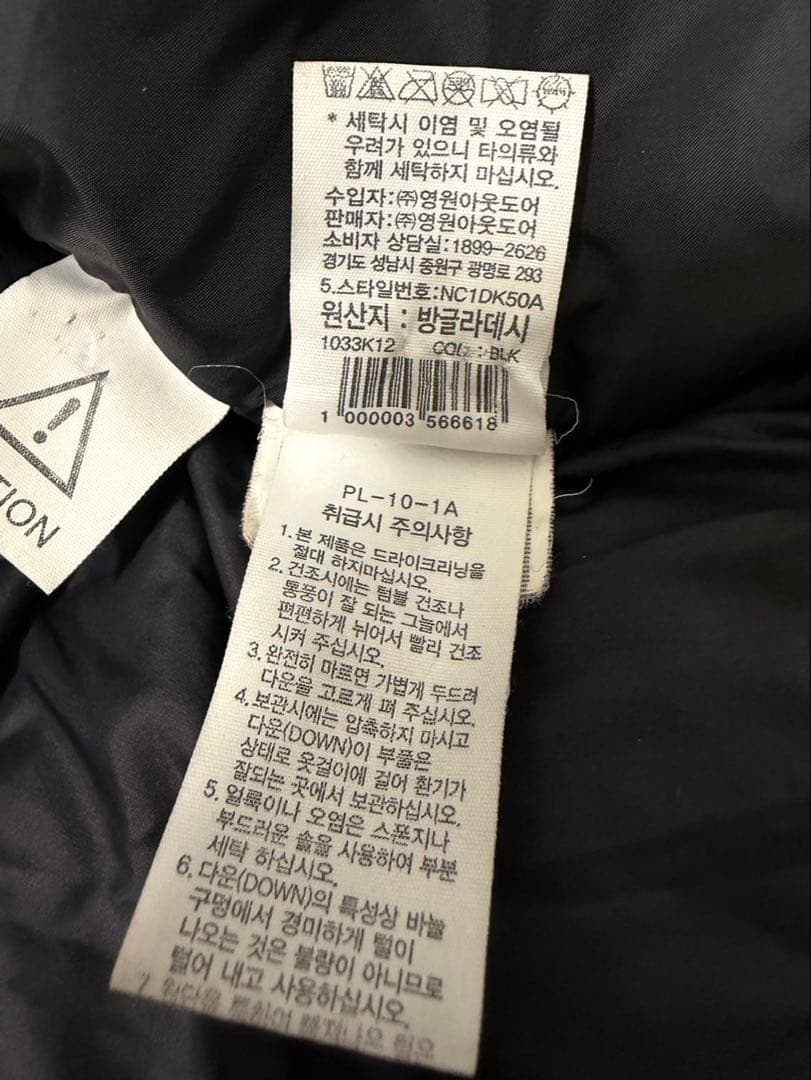 * 세탁시 이염 및 오염될
우려가 있으니 타의류와
함께 세탁하지 마십시오.
수입자:㈜영원아웃도어
판매자:㈜영원아웃도어
소비자 상담실:1899-2626
경기도 성남시 중원구 광명로 293
5.스타일번호:NC1DK50A
원산지 : 방글라데시
1033K12 COL : BLK
1 000003 566618
TION
PL-10-1A
취급시 주의사항
1. 본 제품은 드라이크리닝을
절대 하지마십시오.
2. 건조시에는 텀블 건조나
통풍이 잘 되는 그늘에서
편편하게 뉘어서 빨리 건조
시켜 주십시오.
3. 완전히 마르면 가볍게 두드려
다운을 고르게 펴 주십시오.
4. 보관시에는 압축하지 마시고
다운(DOWN)이 부풀은
상태로 옷걸이에 걸어 환기가
잘되는 곳에서 보관하십시오.
5. 얼룩이나 오염은 스폰지나
부드러운 솔을 사용하여 부분
세탁 하십시오.
6. 다운(DOWN)의 특성상 바늘
구멍에서 경미하게 털이
나오는 것은 불량이 아니므로
털어 내고 사용하십시오.
7. 원단을 통하여 빠져나온 털은